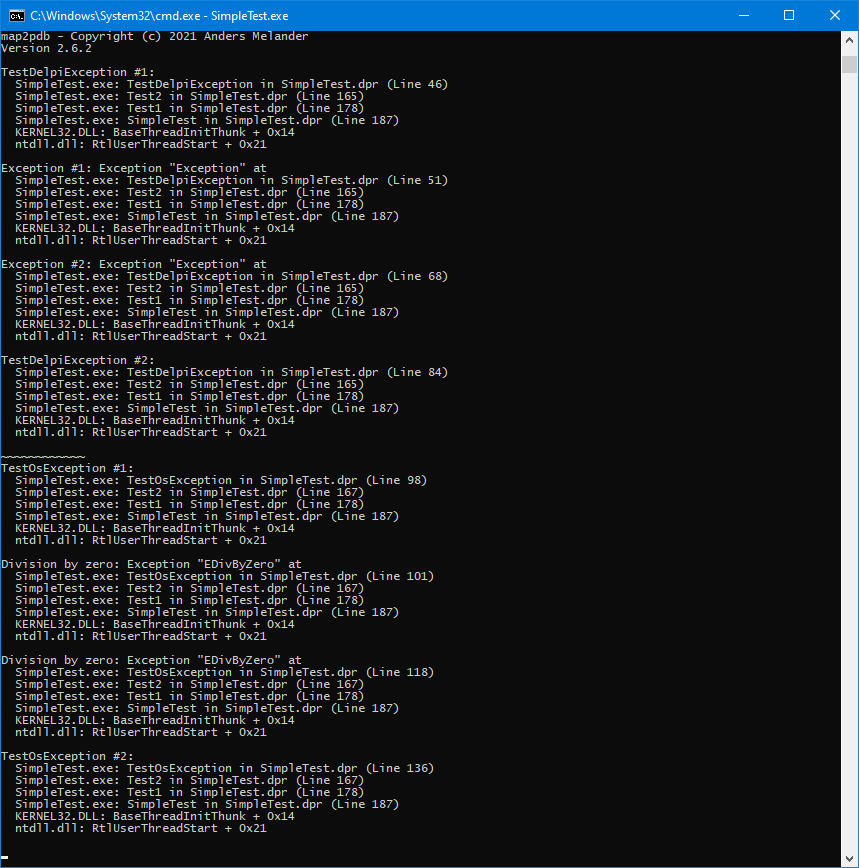 C:\Windows\System32\cmd.exe - SimpleTest.exe
map2pdb - Copyright (c) 2021 Anders Melander
Version 2.6.2
TestDelpiException #1:
SimpleTest.exe: TestDelpiException in SimpleTest.dpr (Line 46)
SimpleTest.exe: Test2 in SimpleTest.dpr (Line 165)
SimpleTest.exe: Test1 in SimpleTest.dpr (Line 178)
SimpleTest.exe: SimpleTest in SimpleTest.dpr (Line 187)
KERNEL32.DLL: BaseThreadInitThunk + 0x14
ntdll.dll: RtlUserThreadStart + 0x21
Exception #1: Exception "Exception" at
SimpleTest.exe: TestDelpiException in SimpleTest.dpr (Line 51)
SimpleTest.exe: Test2 in SimpleTest.dpr (Line 165)
SimpleTest.exe: Test1 in SimpleTest.dpr (Line 178)
SimpleTest.exe: SimpleTest in SimpleTest.dpr (Line 187)
KERNEL32.DLL: BaseThreadInitThunk + 0x14
ntdll.dll: RtlUserThreadStart + 0x21
Exception #2: Exception "Exception" at
SimpleTest.exe: TestDelpiException in SimpleTest.dpr (Line 68)
SimpleTest.exe: Test2 in SimpleTest.dpr (Line 165)
SimpleTest.exe: Test1 in SimpleTest.dpr (Line 178)
SimpleTest.exe: SimpleTest in SimpleTest.dpr (Line 187)
KERNEL32.DLL: BaseThreadInitThunk + 0x14
ntdll.dll: RtlUserThreadStart + 0x21
TestDelpiException #2:
SimpleTest.exe: TestDelpiException in SimpleTest.dpr (Line 84)
SimpleTest.exe: Test2 in SimpleTest.dpr (Line 165)
SimpleTest.exe: Test1 in SimpleTest.dpr (Line 178)
SimpleTest.exe: SimpleTest in SimpleTest.dpr (Line 187)
KERNEL32.DLL: BaseThreadInitThunk + 0x14
ntdll.dll: RtlUserThreadStart + 0x21
~~~~~~~~~~~~
TestOsException #1:
SimpleTest.exe: TestOsException in SimpleTest.dpr (Line 98)
SimpleTest.exe: Test2 in SimpleTest.dpr (Line 167)
SimpleTest.exe: Test1 in SimpleTest.dpr (Line 178)
SimpleTest.exe: SimpleTest in SimpleTest.dpr (Line 187)
KERNEL32.DLL: BaseThreadInitThunk + 0x14
ntdll.dll: RtlUserThreadStart + 0x21
Division by zero: Exception "EDivByZero" at
SimpleTest.exe: TestOsException in SimpleTest.dpr (Line 101)
SimpleTest.exe: Test2 in SimpleTest.dpr (Line 167)
SimpleTest.exe: Test1 in SimpleTest.dpr (Line 178)
SimpleTest.exe: SimpleTest in SimpleTest.dpr (Line 187)
KERNEL32.DLL: BaseThreadInitThunk + 0x14
ntdll.dll: RtlUserThreadStart + 0x21
Division by zero: Exception "EDivByZero" at
SimpleTest.exe: TestOsException in SimpleTest.dpr (Line 118)
SimpleTest.exe: Test2 in SimpleTest.dpr (Line 167)
SimpleTest.exe: Test1 in SimpleTest.dpr (Line 178)
SimpleTest.exe: SimpleTest in SimpleTest.dpr (Line 187)
KERNEL32.DLL: BaseThreadInitThunk + 0x14
ntdll.dll: RtlUserThreadStart + 0x21
TestOsException #2:
SimpleTest.exe: TestOsException in SimpleTest.dpr (Line 136)
SimpleTest.exe: Test2 in SimpleTest.dpr (Line 167)
SimpleTest.exe: Test1 in SimpleTest.dpr (Line 178)
SimpleTest.exe: SimpleTest in SimpleTest.dpr (Line 187)
KERNEL32.DLL: BaseThreadInitThunk + 0x14
ntdll.dll: RtlUserThreadStart + 0x21